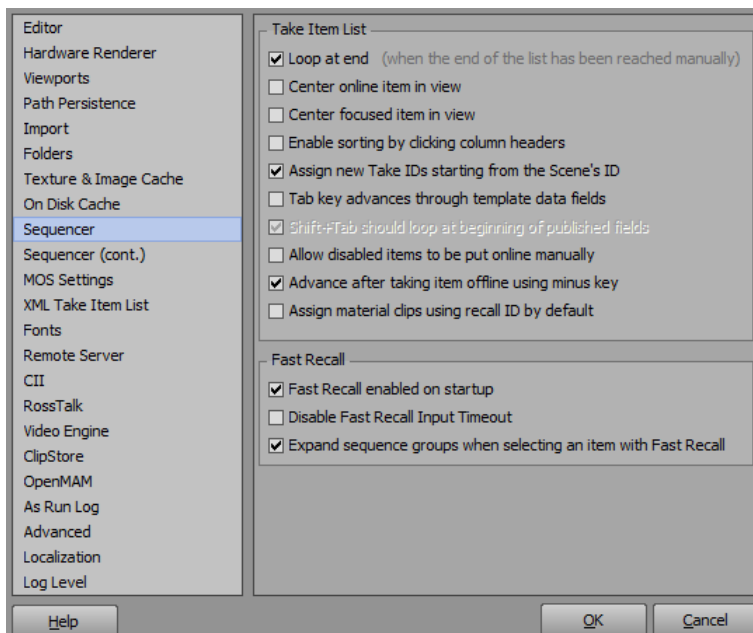 Editor
Hardware Renderer
Viewports
Path Persistence
Import
Folders
Texture & Image Cache
On Disk Cache
Sequencer
Sequencer (cont.)
MOS Settings
XML Take Item List
Fonts
Remote Server
CII
RossTalk
Video Engine
ClipStore
OpenMAM
As Run Log
Advanced
Localization
Log Level
Take Item List
Loop at end (when the end of the list has been reached manually)
Center online item in view
Center focused item in view
Enable sorting by clicking column headers
Assign new Take IDs starting from the Scene's ID
Tab key advances through template data fields
Shift+Tab should loop at beginning of published fields
Allow disabled items to be put online manually
Advance after taking item offline using minus key
Assign material clips using recall ID by default
Fast Recall
Fast Recall enabled on startup
Disable Fast Recall Input Timeout
Expand sequence groups when selecting an item with Fast Recall
Help
OK
Cancel